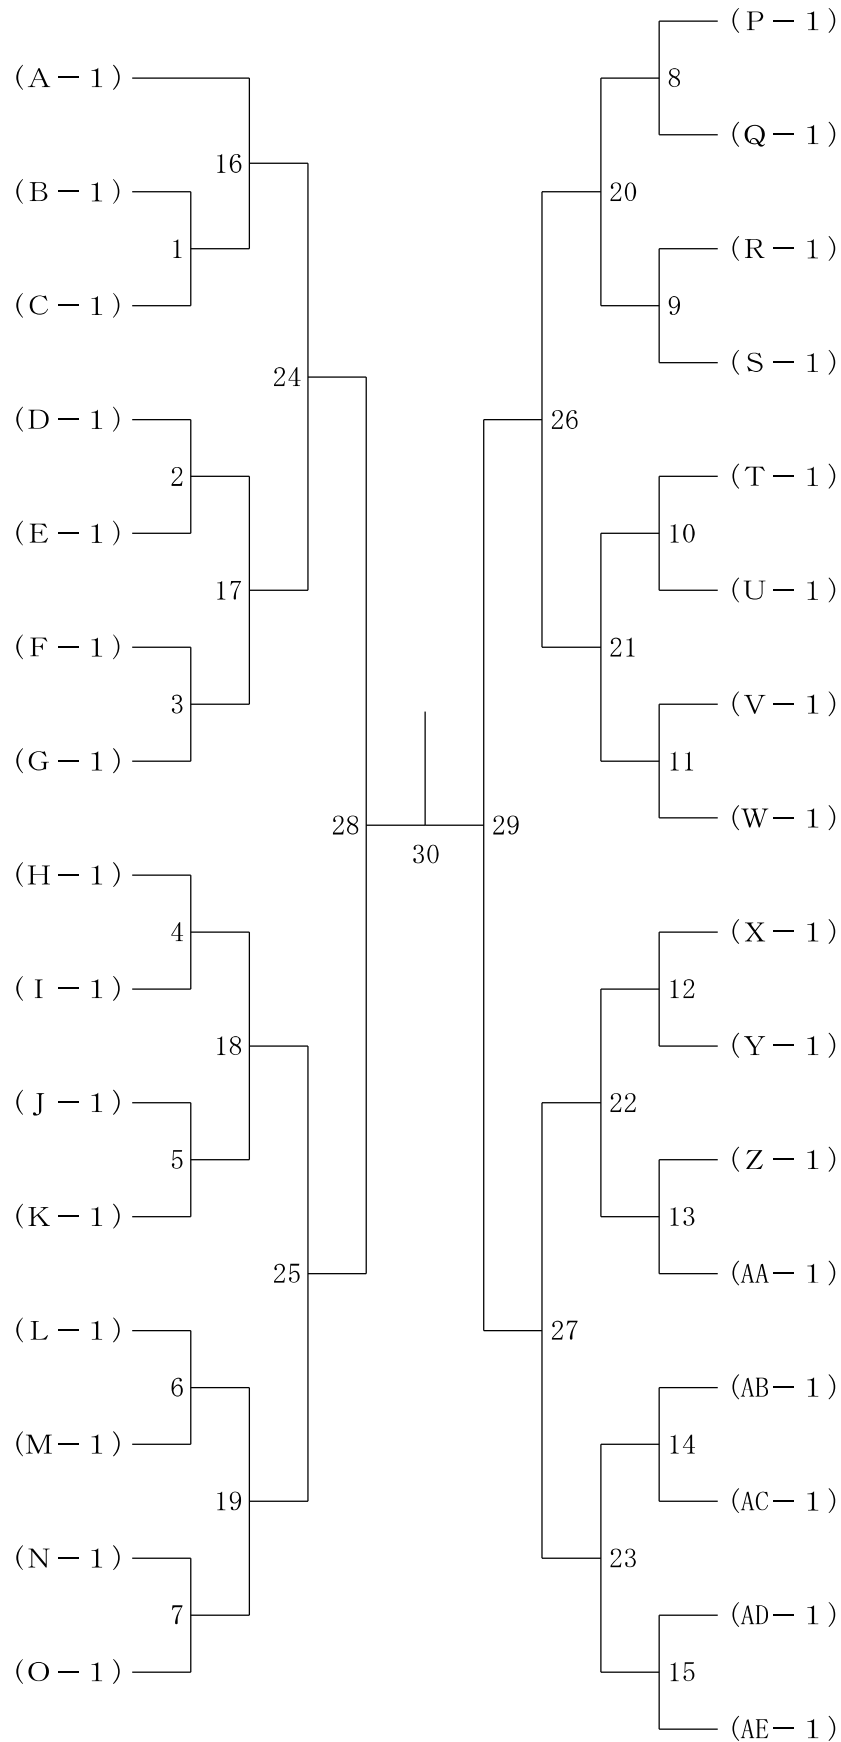 (P－1)
(A－1)
8
(Q－1)
16
(B－1)
20
1
(R－1)
(C－1)
9
(S－1)
24
(D－1)
26
2
(T－1)
(E－1)
10
17
(U－1)
(F－1)
21
3
(V－1)
(G－1)
11
28
29
(W－1)
30
(H－1)
4
(X－1)
(I－1)
12
18
(Y－1)
(J－1)
22
5
(Z－1)
(K－1)
13
25
(AA－1)
(L－1)
27
6
(AB－1)
(M－1)
14
19
(AC－1)
(N－1)
23
7
(AD－1)
(O－1)
15
(AE－1)